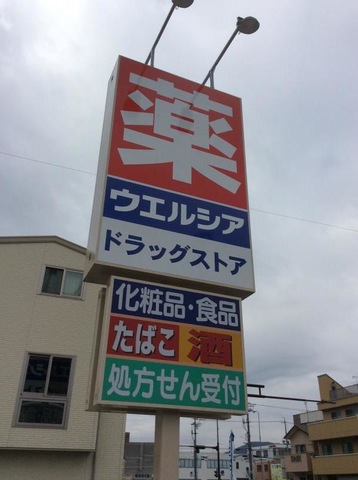 薬
ウエルシア
ドラッグストア
化粧品・食品
たばこ 酒
処方せん受付